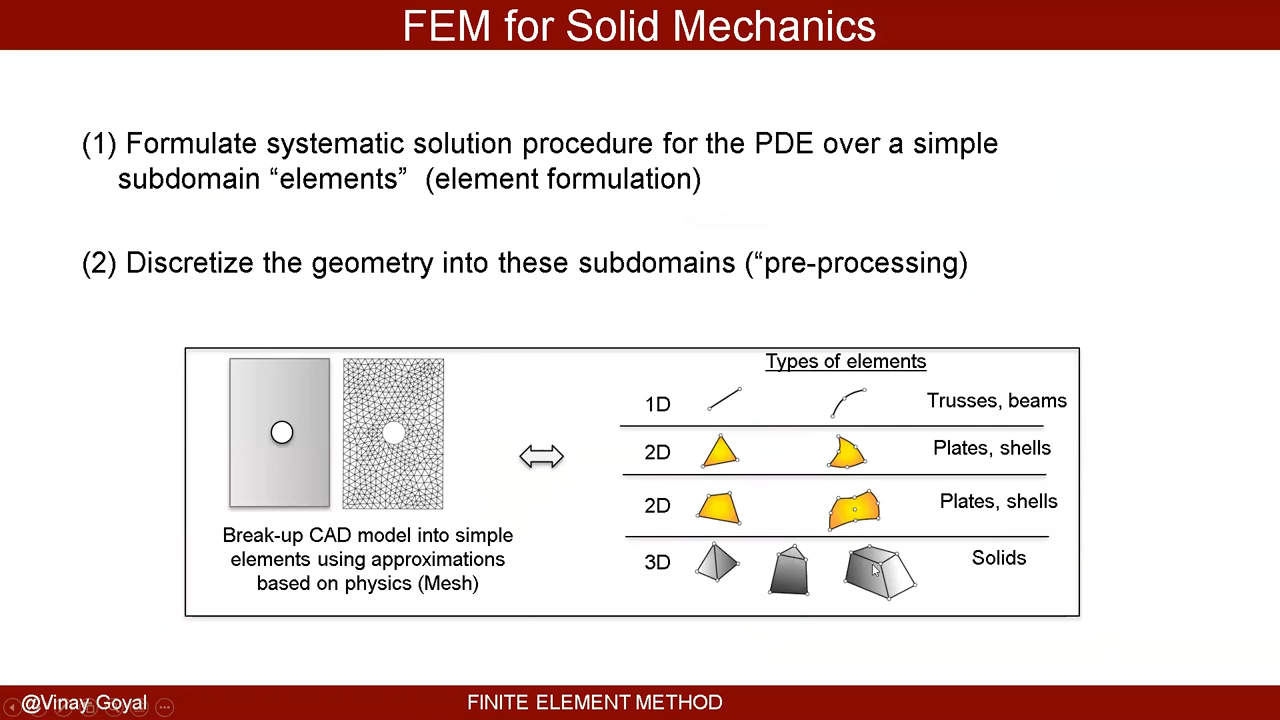 FEM for Solid Mechanics
(1) Formulate systematic solution procedure for the PDE over a simple
subdomain “elements” (element formulation)
(2) Discretize the geometry into these subdomains (“pre-processing)
Break-up CAD model into simple
elements using approximations
based on physics (Mesh)
Types of elements
1D Trusses, beams
2D Plates, shells
2D Plates, shells
3D Solids
@Vinay Goyal
FINITE ELEMENT METHOD